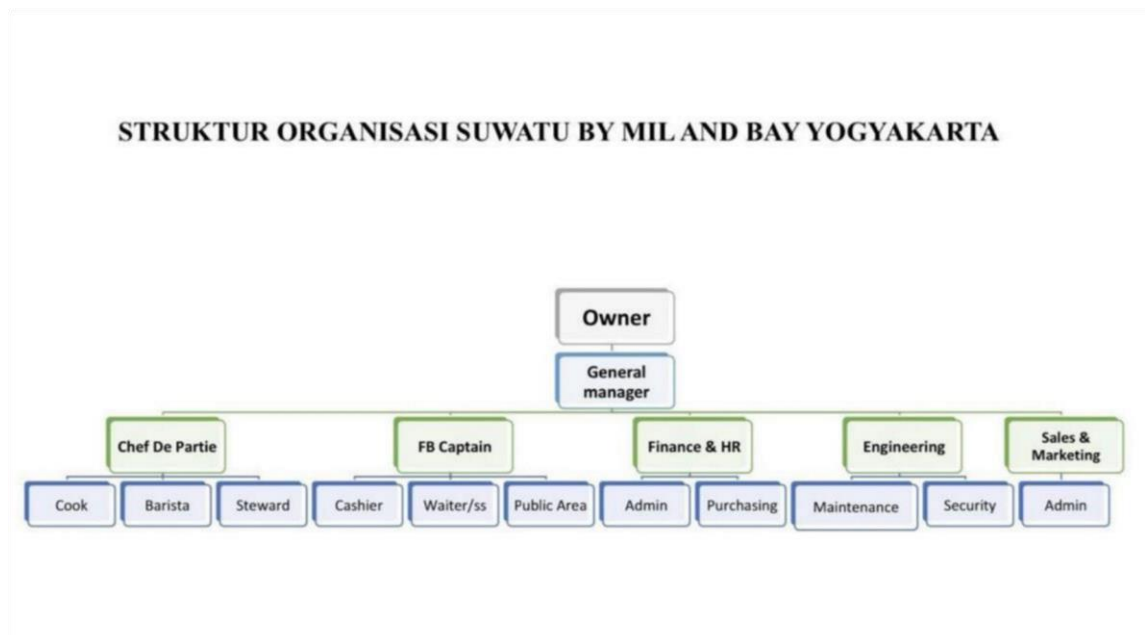 STRUKTUR ORGANISASI SUWATU BY MIL AND BAY YOGYAKARTA
Owner
General
manager
Chef De Partie
FB Captain
Finance & HR
Engineering
Sales &
Marketing
Cook
Barista
Steward
Cashier
Waiter/ss
Public Area
Admin
Purchasing
Maintenance
Security
Admin